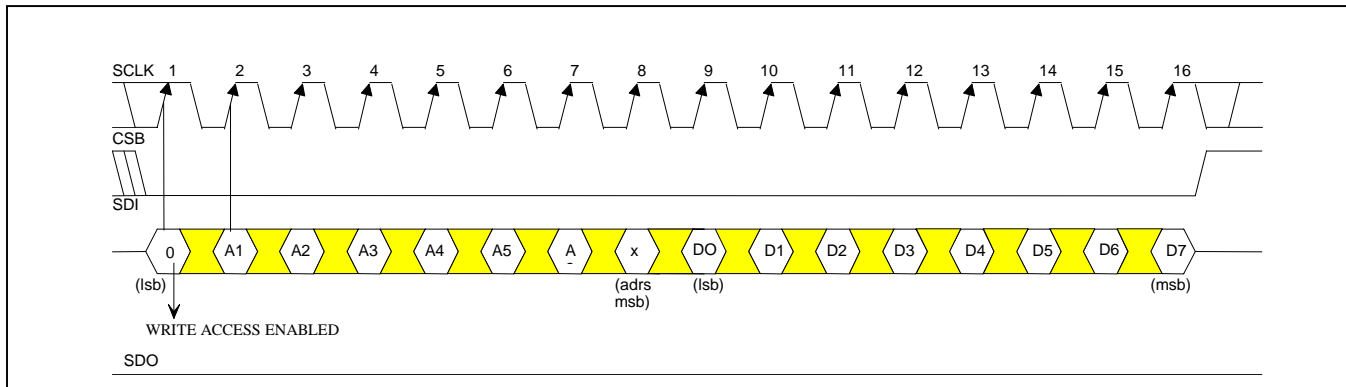 SCLK 1 2 3 4 5 6 7 8 9 10 11 12 13 14 15 16
CSB
SDI
0 A1 A2 A3 A4 A5 A x DO D1 D2 D3 D4 D5 D6 D7
(lsb) (adrs msb) (lsb) (msb)
WRITE ACCESS ENABLED
SDO